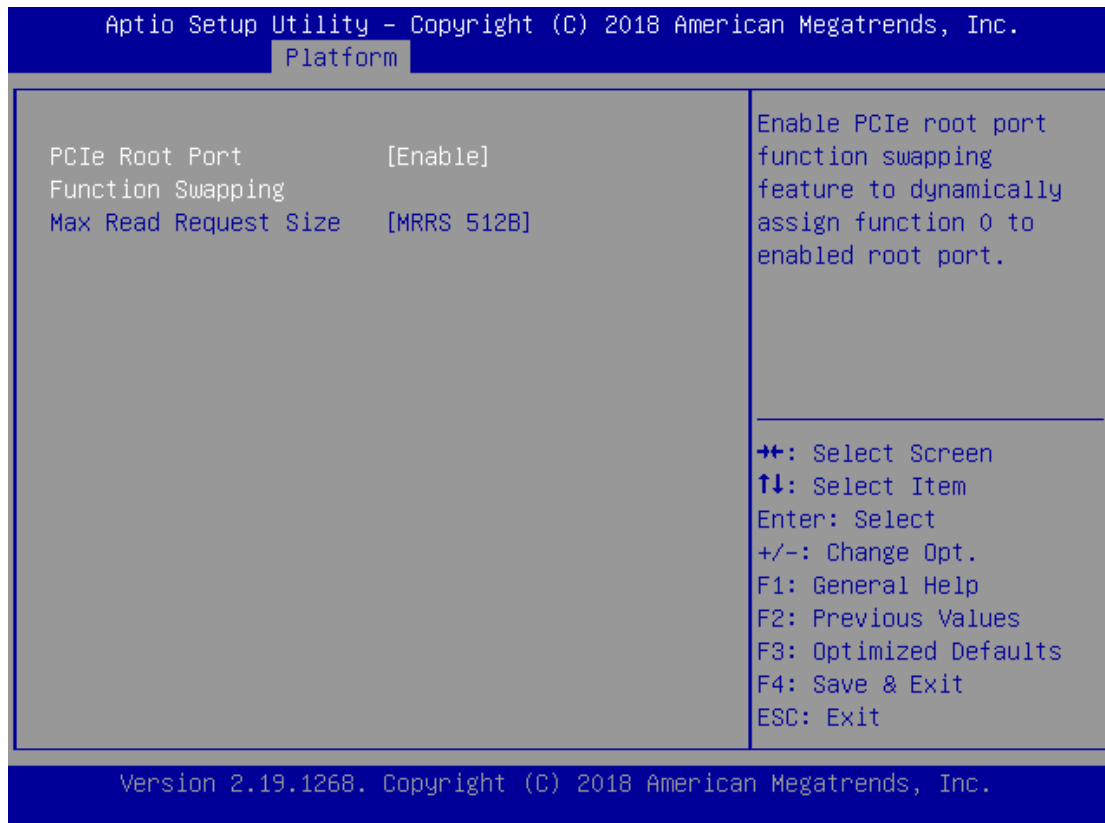 Aptio Setup Utility – Copyright (C) 2018 American Megatrends, Inc.
Platform
PCIe Root Port [Enable]
Function Swapping
Max Read Request Size [MRRS 512B]
Enable PCIe root port
function swapping
feature to dynamically
assign function 0 to
enabled root port.
→←: Select Screen
↑↓: Select Item
Enter: Select
+/-: Change Opt.
F1: General Help
F2: Previous Values
F3: Optimized Defaults
F4: Save & Exit
ESC: Exit
Version 2.19.1268. Copyright (C) 2018 American Megatrends, Inc.